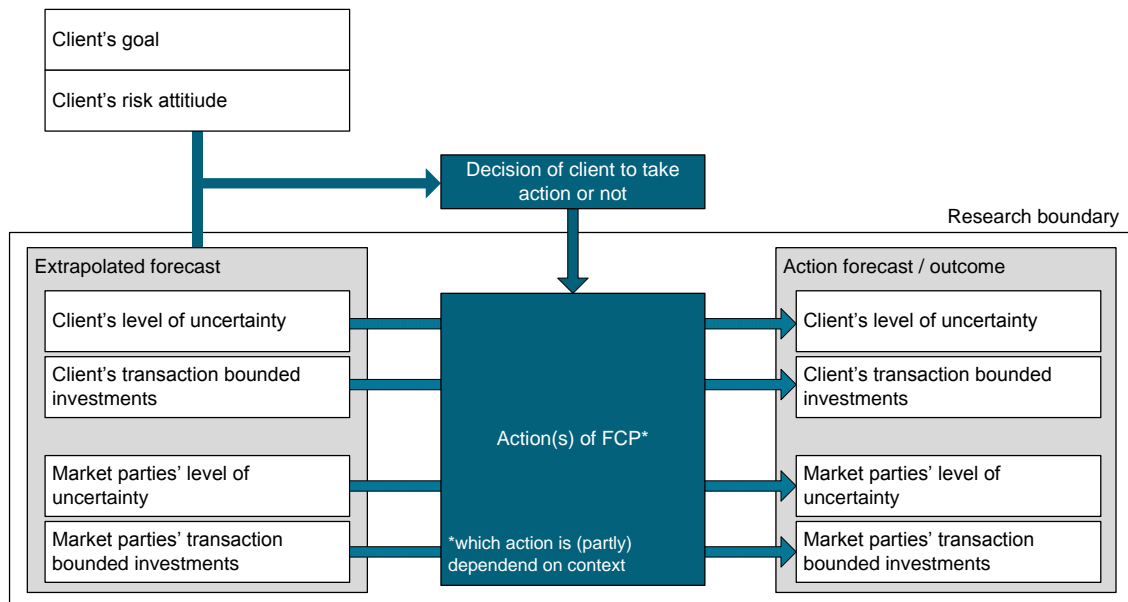 Client’s goal
Client’s risk attitiude
Decision of client to take
action or not
Research boundary
Extrapolated forecast
Client’s level of uncertainty
Client’s transaction bounded
investments
Market parties’ level of
uncertainty
Market parties’ transaction
bounded investments
Action(s) of FCP*
*which action is (partly)
dependend on context
Action forecast / outcome
Client’s level of uncertainty
Client’s transaction bounded
investments
Market parties’ level of
uncertainty
Market parties’ transaction
bounded investments